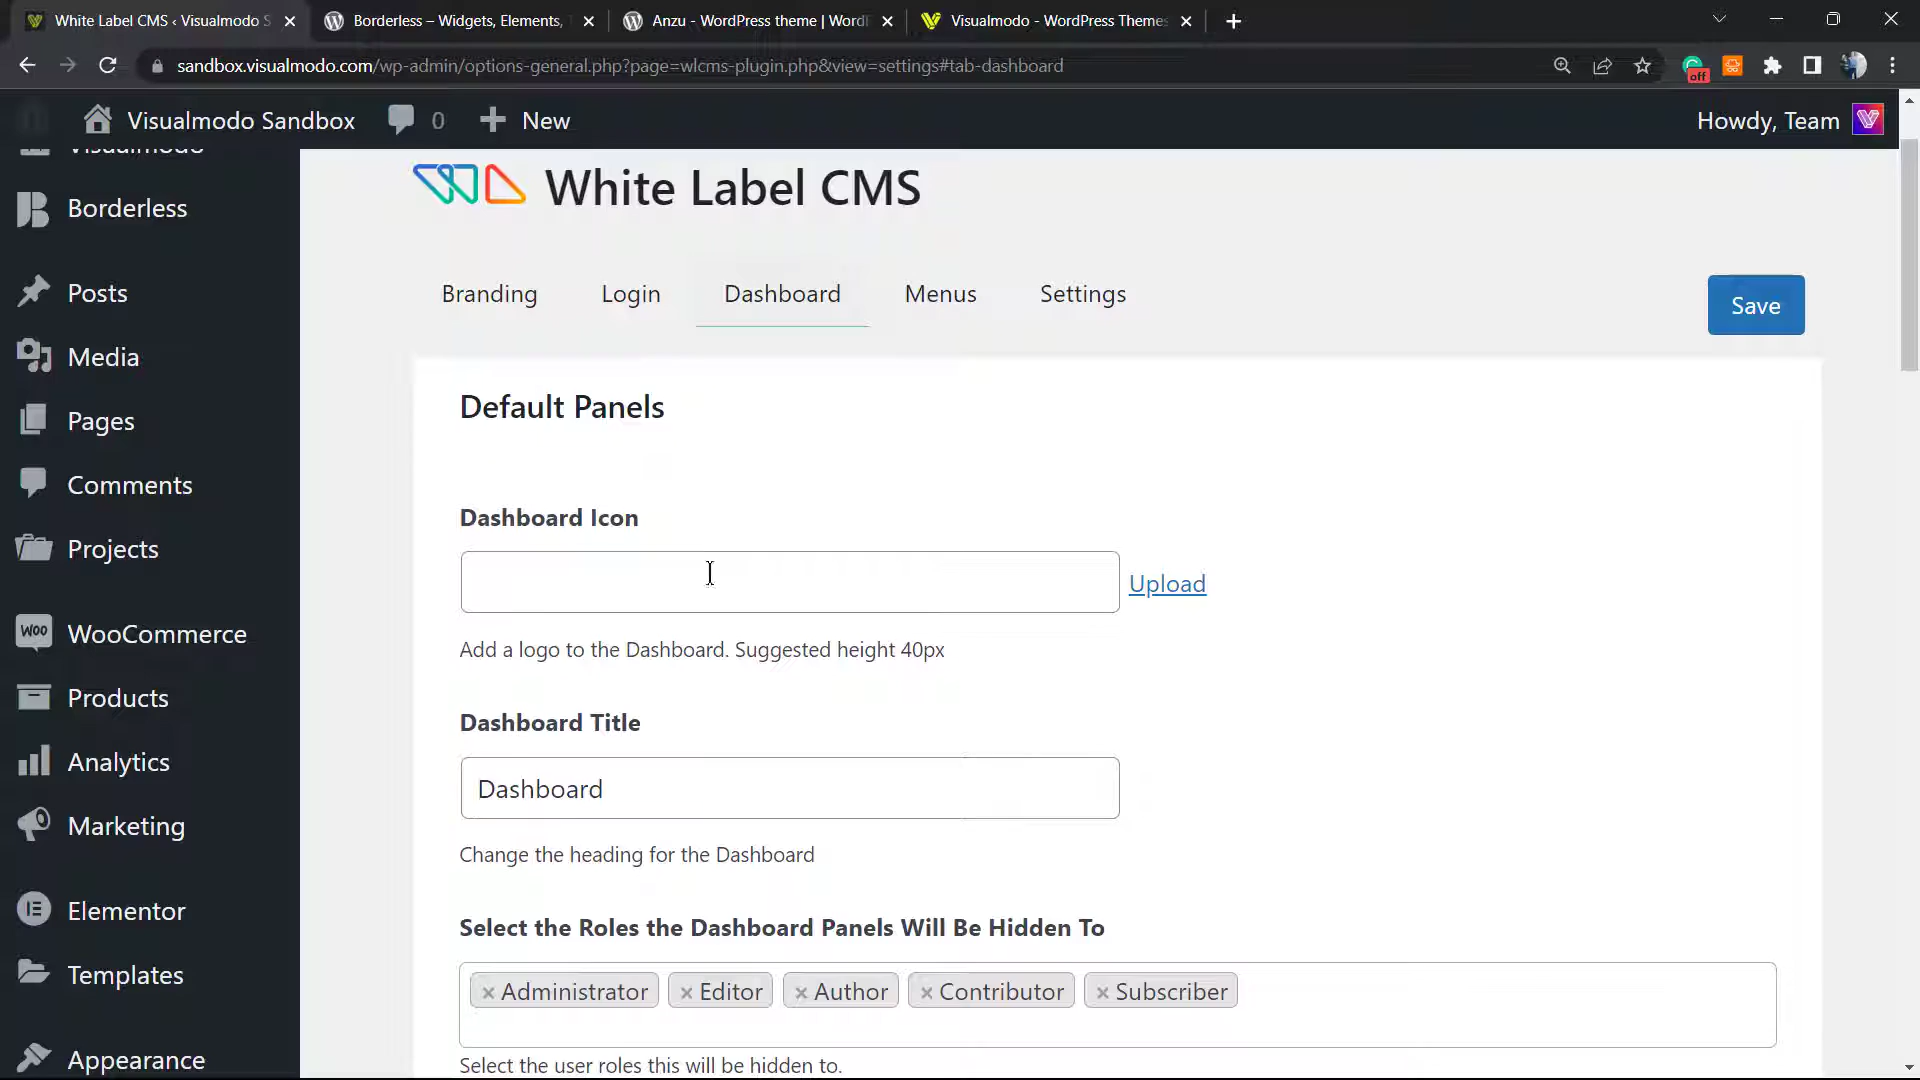 White Label CMS ‹ Visualmodo S
Borderless – Widgets, Elements,
Anzu - WordPress theme | Word
Visualmodo - WordPress Themes
sandbox.visualmodo.com/wp-admin/options-general.php?page=wlcms-plugin.php&view=settings#tab-dashboard
off
Visualmodo Sandbox
0
New
Howdy, Team
Visualmodo
Borderless
Posts
Media
Pages
Comments
Projects
WOO WooCommerce
Products
Analytics
Marketing
Elementor
Templates
Appearance
White Label CMS
Branding
Login
Dashboard
Menus
Settings
Save
Default Panels
Dashboard Icon
Upload
Add a logo to the Dashboard. Suggested height 40px
Dashboard Title
Dashboard
Change the heading for the Dashboard
Select the Roles the Dashboard Panels Will Be Hidden To
× Administrator × Editor × Author × Contributor × Subscriber
Select the user roles this will be hidden to.